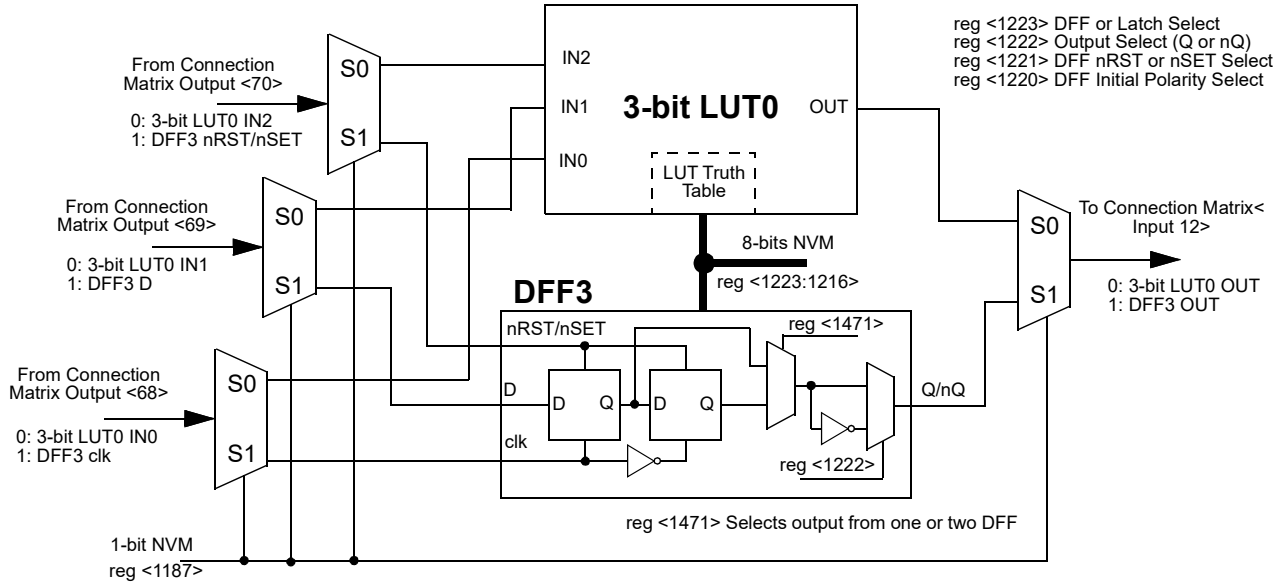 From Connection
Matrix Output <70>
0: 3-bit LUT0 IN2
1: DFF3 nRST/nSET
S0
S1
From Connection
Matrix Output <69>
0: 3-bit LUT0 IN1
1: DFF3 D
S0
S1
From Connection
Matrix Output <68>
0: 3-bit LUT0 IN0
1: DFF3 clk
S0
S1
1-bit NVM
reg <1187>
IN2
IN1
IN0
3-bit LUT0
OUT
LUT Truth
Table
8-bits NVM
reg <1223:1216>
DFF3
nRST/nSET
D
clk
D
Q
D
Q
reg <1471>
reg <1222>
Q/nQ
reg <1471> Selects output from one or two DFF
reg <1223> DFF or Latch Select
reg <1222> Output Select (Q or nQ)
reg <1221> DFF nRST or nSET Select
reg <1220> DFF Initial Polarity Select
S0
S1
To Connection Matrix<
Input 12>
0: 3-bit LUT0 OUT
1: DFF3 OUT